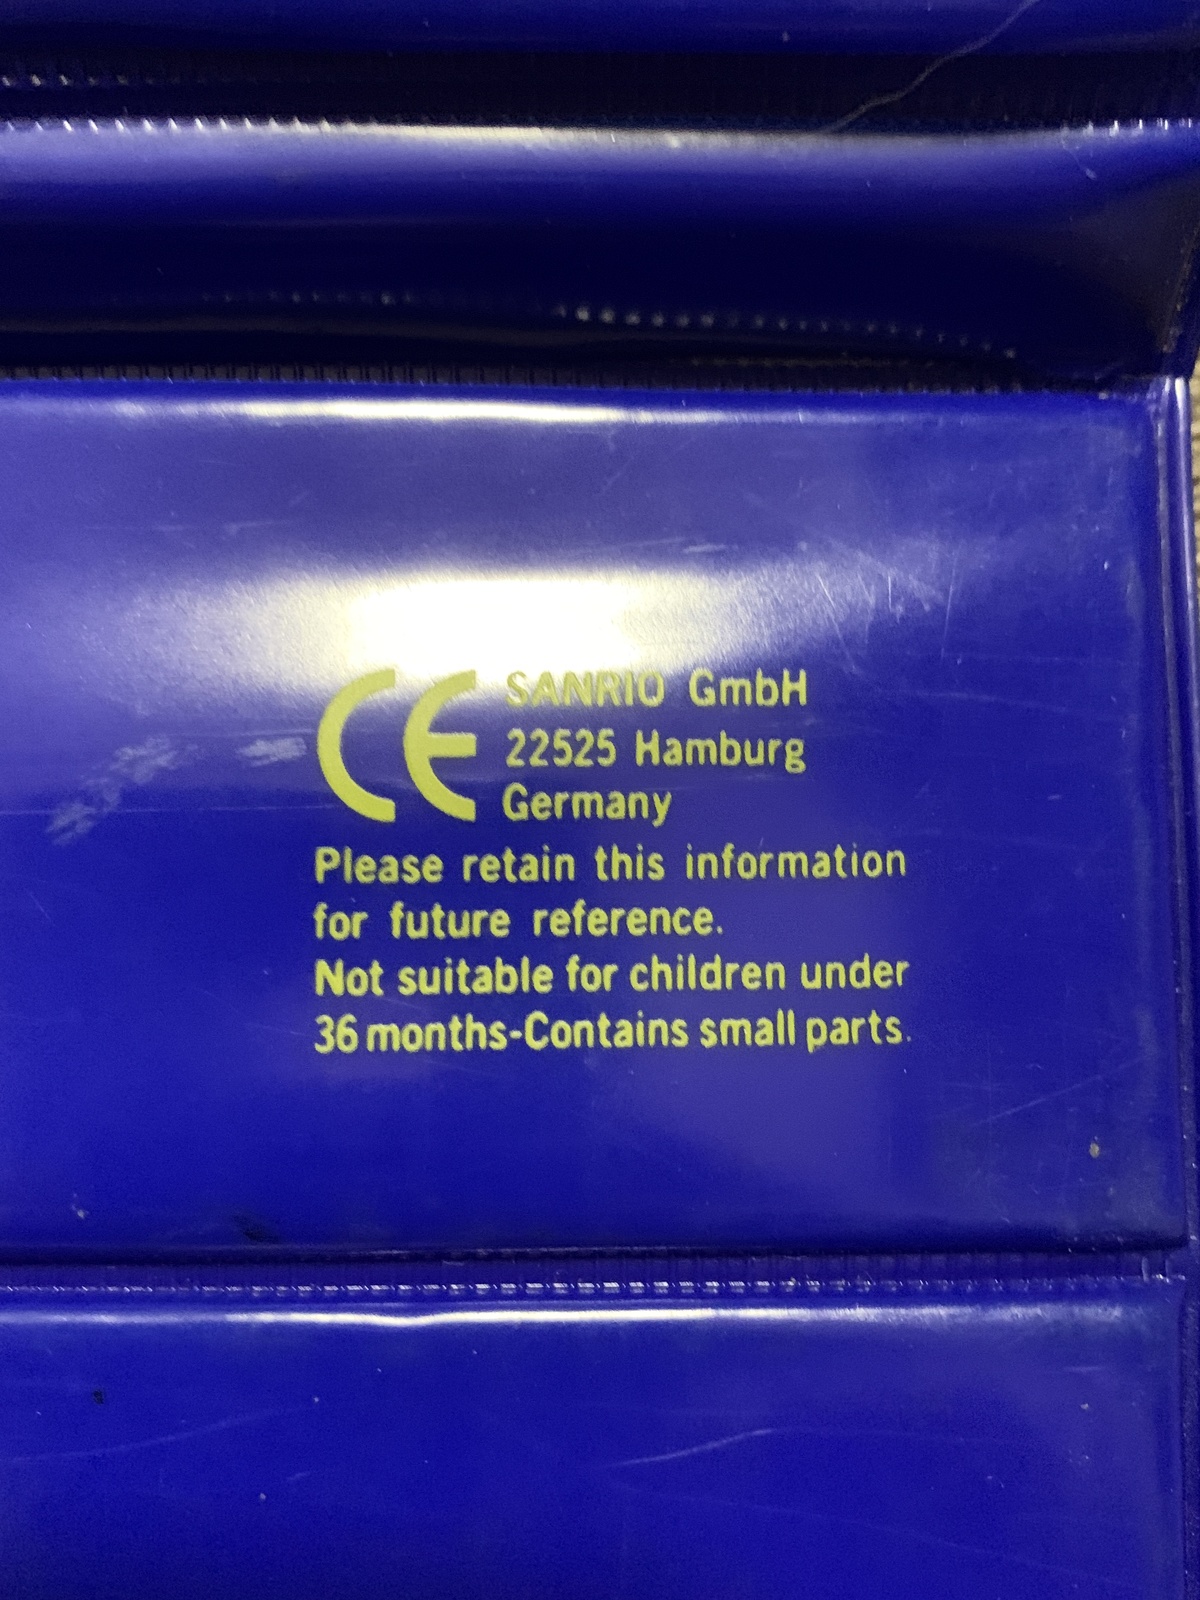 CE SANRIO GmbH
22525 Hamburg
Germany
Please retain this information
for future reference.
Not suitable for children under
36 months-Contains small parts.